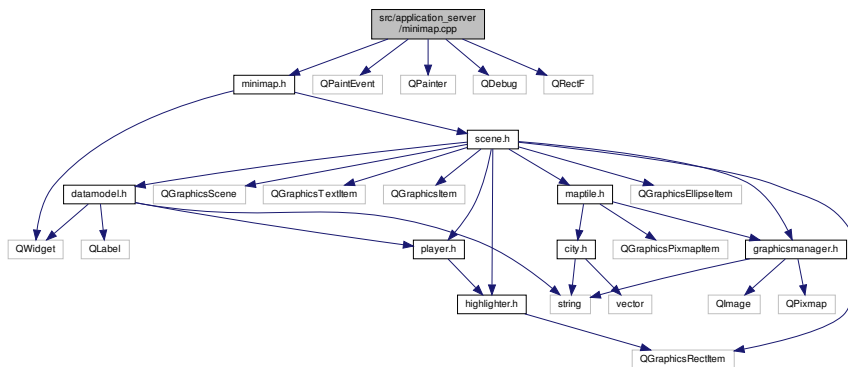 src/application_server
/minimap.cpp
minimap.h
QPaintEvent
QPainter
QDebug
QRectF
scene.h
datamodel.h
QGraphicsScene
QGraphicsTextItem
QGraphicsItem
maptile.h
QGraphicsEllipseItem
QWidget
QLabel
player.h
city.h
QGraphicsPixmapItem
graphicsmanager.h
highlighter.h
string
vector
QImage
QPixmap
QGraphicsRectItem